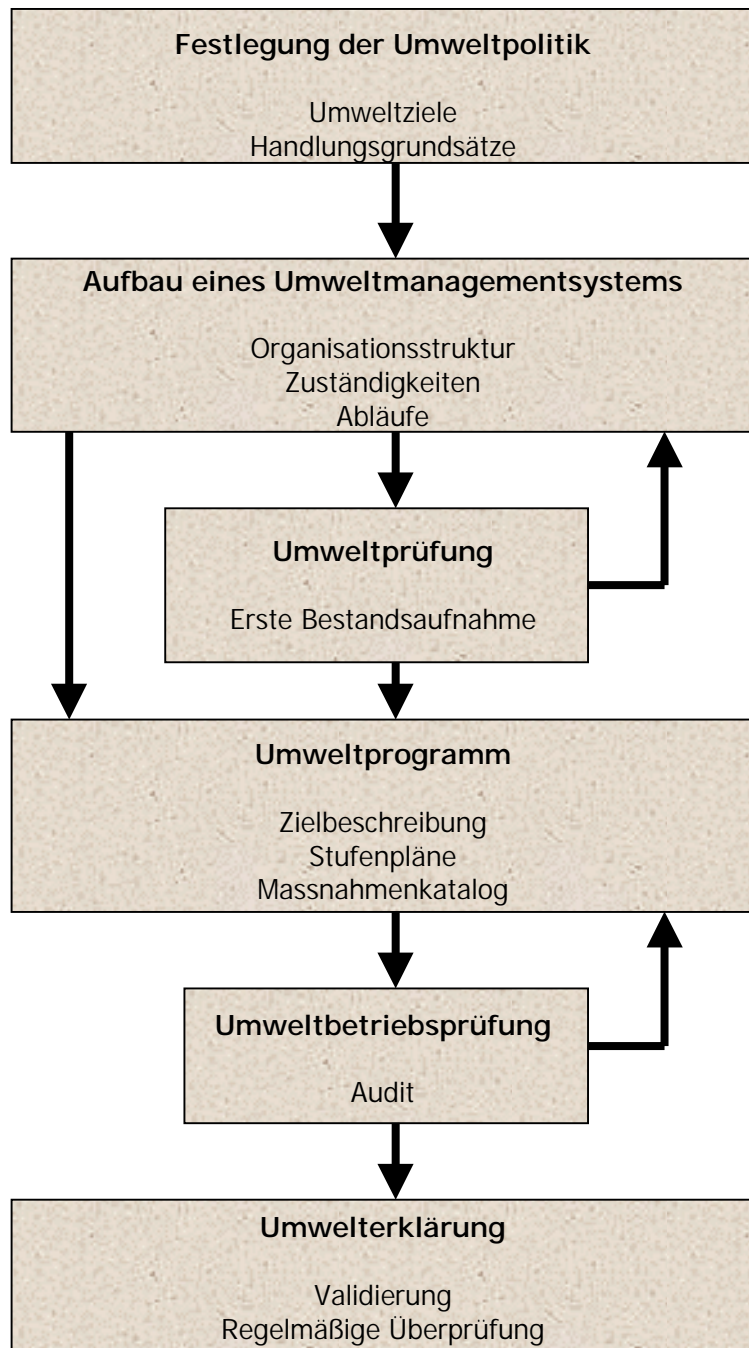 Festlegung der Umweltpolitik
Umweltziele
Handlungsgrundsätze
Aufbau eines Umweltmanagementsystems
Organisationsstruktur
Zuständigkeiten
Abläufe
Umweltprüfung
Erste Bestandsaufnahme
Umweltprogramm
Zielbeschreibung
Stufenpläne
Massnahmenkatalog
Umweltbetriebsprüfung
Audit
Umwelterklärung
Validierung
Regelmäßige Überprüfung